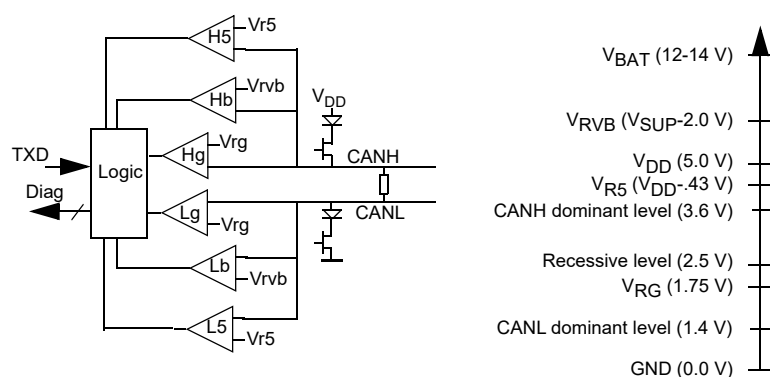 Vr5
H5
Vrvb
Hb
VDD
Vrg
Hg
TXD
Logic
CANH
Diag
Lg
CANL
Vrg
Lb
Vrvb
L5
Vr5
VBAT (12-14 V)
VRVB (VSUP-2.0 V)
VDD (5.0 V)
VR5 (VDD-.43 V)
CANH dominant level (3.6 V)
Recessive level (2.5 V)
VRG (1.75 V)
CANL dominant level (1.4 V)
GND (0.0 V)